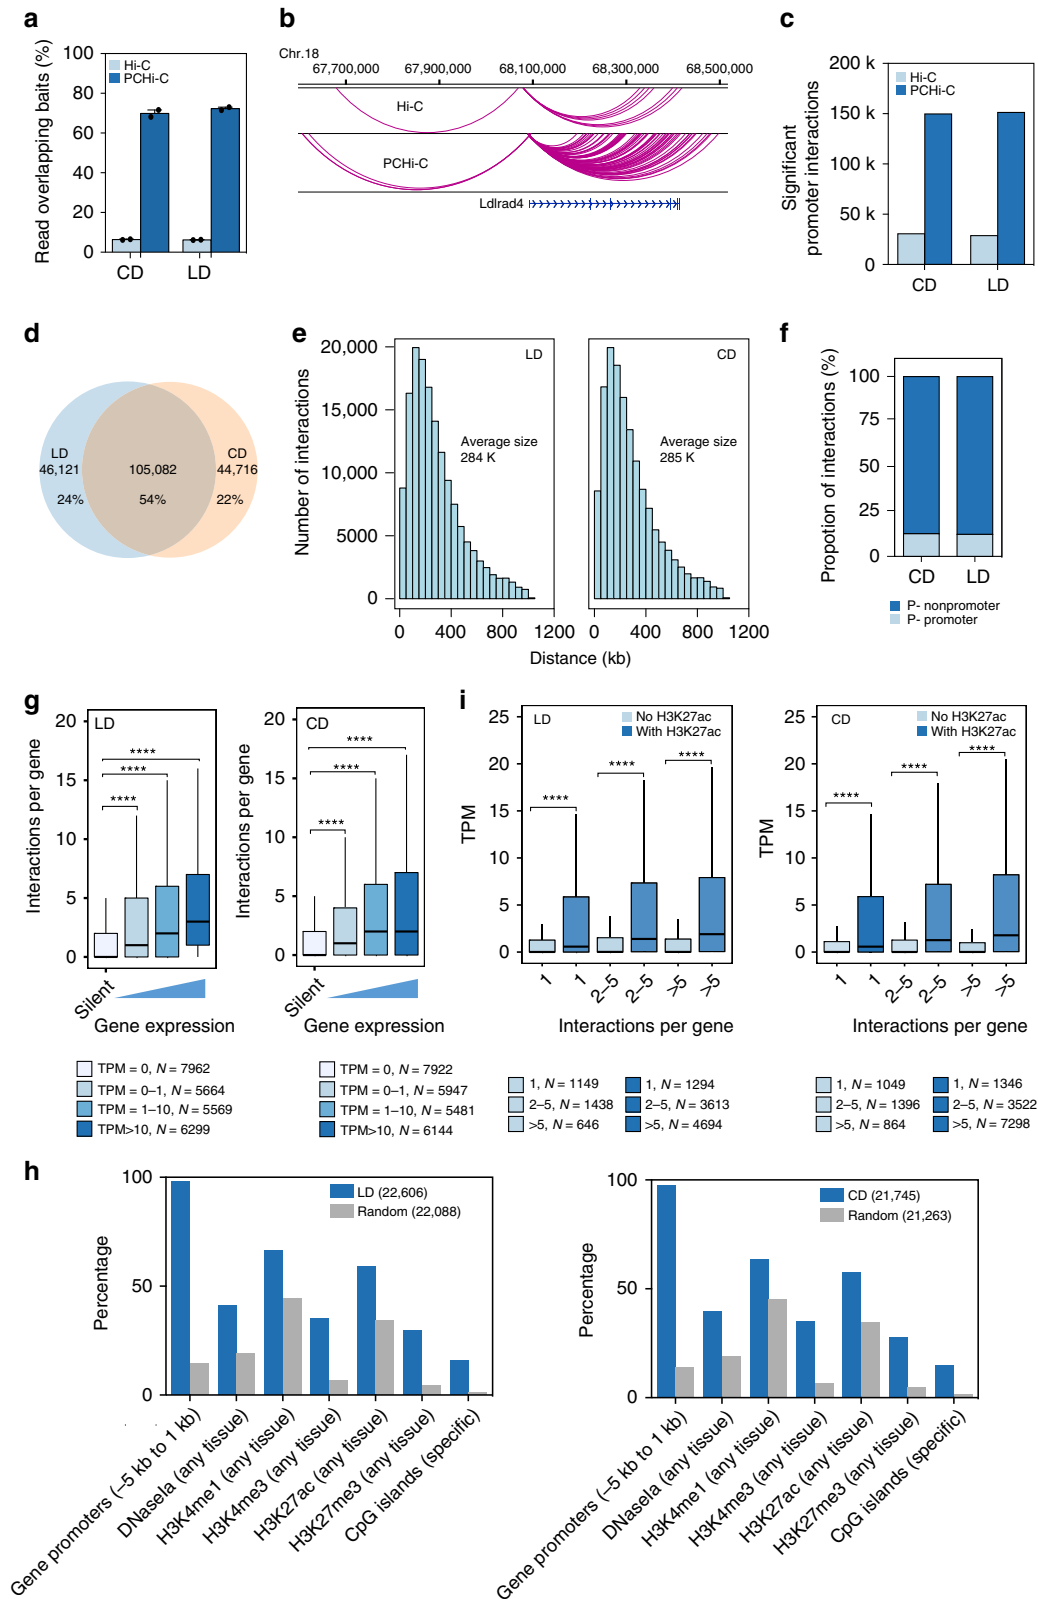 a
Read overlapping baits (%)
100
80
60
40
20
0
Hi-C
PCHi-C
CD
LD
b
Chr.18
67,700,000
67,900,000
68,100,000
68,300,000
68,500,000
Hi-C
PCHi-C
Ldlrad4
c
Significant
promoter interactions
200 k
150 k
100 k
50 k
0
Hi-C
PCHi-C
CD
LD
d
LD
46,121
24%
105,082
54%
CD
44,716
22%
e
Number of interactions
20,000
15,000
10,000
5000
0
LD
Average size
284 K
0
400
800
1200
CD
Average size
285 K
0
400
800
1200
Distance (kb)
f
Propotion of interactions (%)
100
75
50
25
0
CD
LD
P- nonpromoter
P- promoter
g
Interactions per gene
20
15
10
5
0
LD
****
****
****
Silent
Gene expression
TPM = 0, N = 7962
TPM = 0–1, N = 5664
TPM = 1–10, N = 5569
TPM>10, N = 6299
Interactions per gene
20
15
10
5
0
CD
****
****
****
Silent
Gene expression
TPM = 0, N = 7922
TPM = 0–1, N = 5947
TPM = 1–10, N = 5481
TPM>10, N = 6144
i
TPM
25
20
15
10
5
0
LD
No H3K27ac
With H3K27ac
****
****
****
1
1
2–5
2–5
>5
>5
Interactions per gene
1, N = 1149
2–5, N = 1438
>5, N = 646
1, N = 1294
2–5, N = 3613
>5, N = 4694
TPM
25
20
15
10
5
0
CD
No H3K27ac
With H3K27ac
****
****
****
1
1
2–5
2–5
>5
>5
Interactions per gene
1, N = 1049
2–5, N = 1396
>5, N = 864
1, N = 1346
2–5, N = 3522
>5, N = 7298
h
Percentage
100
50
0
LD (22,606)
Random (22,088)
Gene promoters (–5 kb to 1 kb)
DNaseIa (any tissue)
H3K4me1 (any tissue)
H3K4me3 (any tissue)
H3K27ac (any tissue)
H3K27me3 (any tissue)
CpG islands (specific)
Percentage
100
50
0
CD (21,745)
Random (21,263)
Gene promoters (–5 kb to 1 kb)
DNaseIa (any tissue)
H3K4me1 (any tissue)
H3K4me3 (any tissue)
H3K27ac (any tissue)
H3K27me3 (any tissue)
CpG islands (specific)